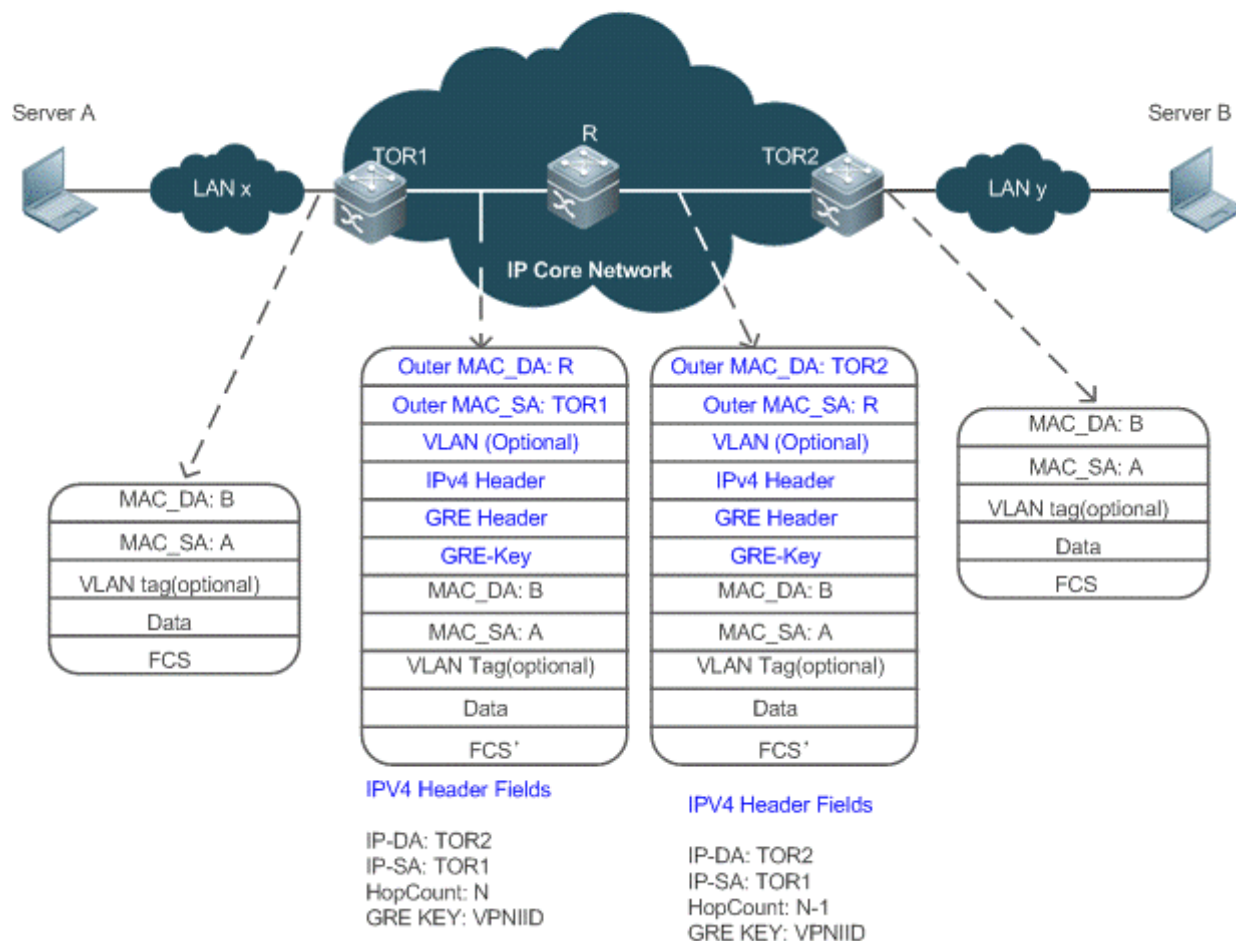 Server A
Server B
R
TOR1
TOR2
LAN x
LAN y
IP Core Network
MAC_DA: B
MAC_SA: A
VLAN tag(optional)
Data
FCS
Outer MAC_DA: R
Outer MAC_SA: TOR1
VLAN (Optional)
IPv4 Header
GRE Header
GRE-Key
MAC_DA: B
MAC_SA: A
VLAN Tag(optional)
Data
FCS*
IPV4 Header Fields
IP-DA: TOR2
IP-SA: TOR1
HopCount: N
GRE KEY: VPNIID
Outer MAC_DA: TOR2
Outer MAC_SA: R
VLAN (Optional)
IPv4 Header
GRE Header
GRE-Key
MAC_DA: B
MAC_SA: A
VLAN Tag(optional)
Data
FCS*
IPV4 Header Fields
IP-DA: TOR2
IP-SA: TOR1
HopCount: N-1
GRE KEY: VPNIID
MAC_DA: B
MAC_SA: A
VLAN tag(optional)
Data
FCS